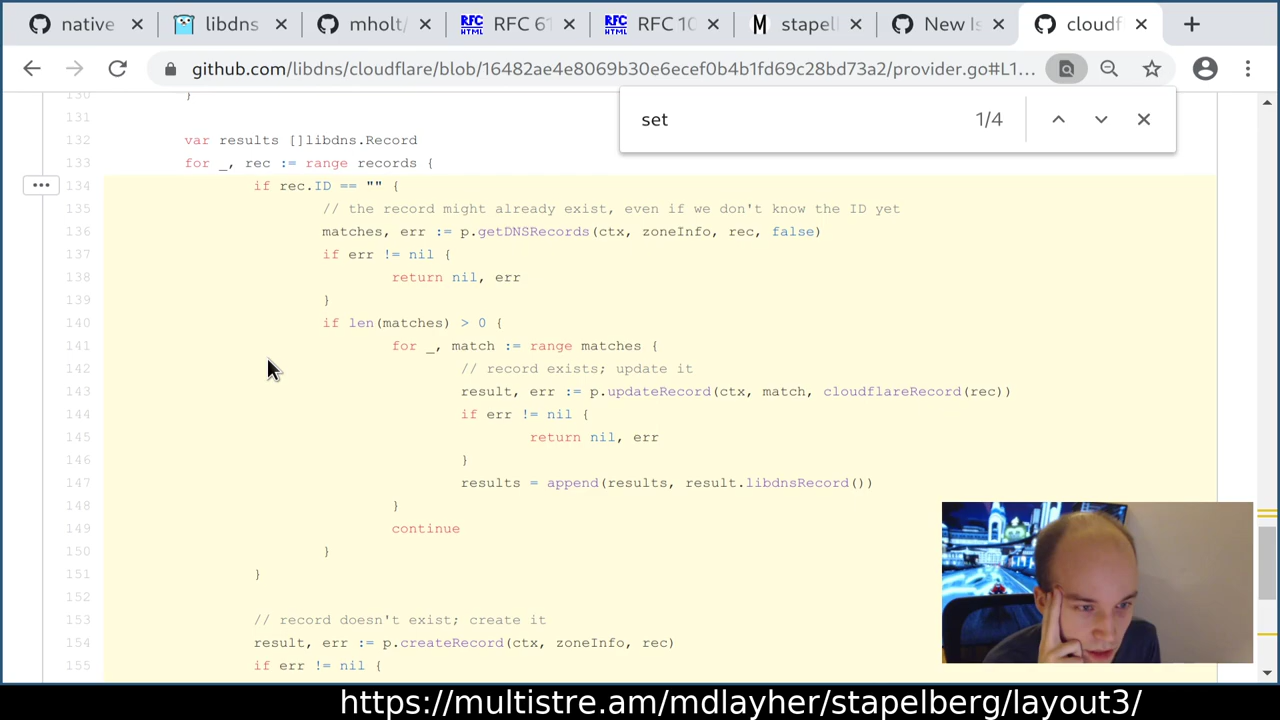 native
libdns
mholt/
RFC HTML
RFC 61
RFC HTML
RFC 10
M
stapel
New Is
cloudf
github.com/libdns/cloudflare/blob/16482ae4e8069b30e6ecef0b4b1fd69c28bd73a2/provider.go#L1...
set
1/4
130 }
131
132 var results []libdns.Record
133 for _, rec := range records {
134 if rec.ID == "" {
135 // the record might already exist, even if we don't know the ID yet
136 matches, err := p.getDNSRecords(ctx, zoneInfo, rec, false)
137 if err != nil {
138 return nil, err
139 }
140 if len(matches) > 0 {
141 for _, match := range matches {
142 // record exists; update it
143 result, err := p.updateRecord(ctx, match, cloudflareRecord(rec))
144 if err != nil {
145 return nil, err
146 }
147 results = append(results, result.libdnsRecord())
148 }
149 continue
150 }
151 }
152
153 // record doesn't exist; create it
154 result, err := p.createRecord(ctx, zoneInfo, rec)
155 if err != nil {
https://multistre.am/mdlayher/stapelberg/layout3/